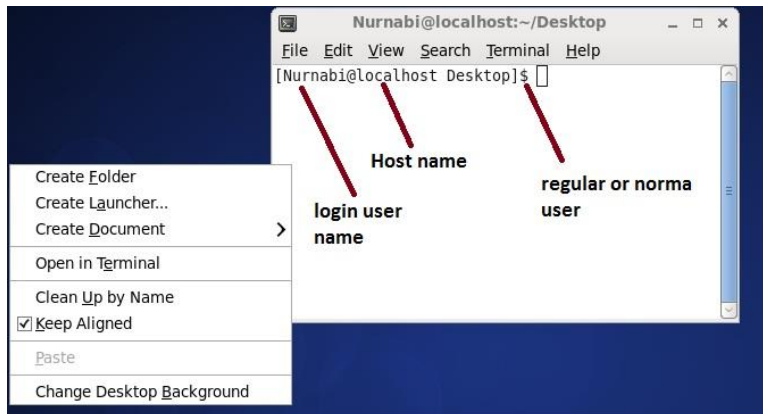 Nurnabi@localhost:~/Desktop
File Edit View Search Terminal Help
[Nurnabi@localhost Desktop]$
Host name
login user
name
regular or norma
user
Create Folder
Create Launcher...
Create Document
Open in Terminal
Clean Up by Name
Keep Aligned
Paste
Change Desktop Background